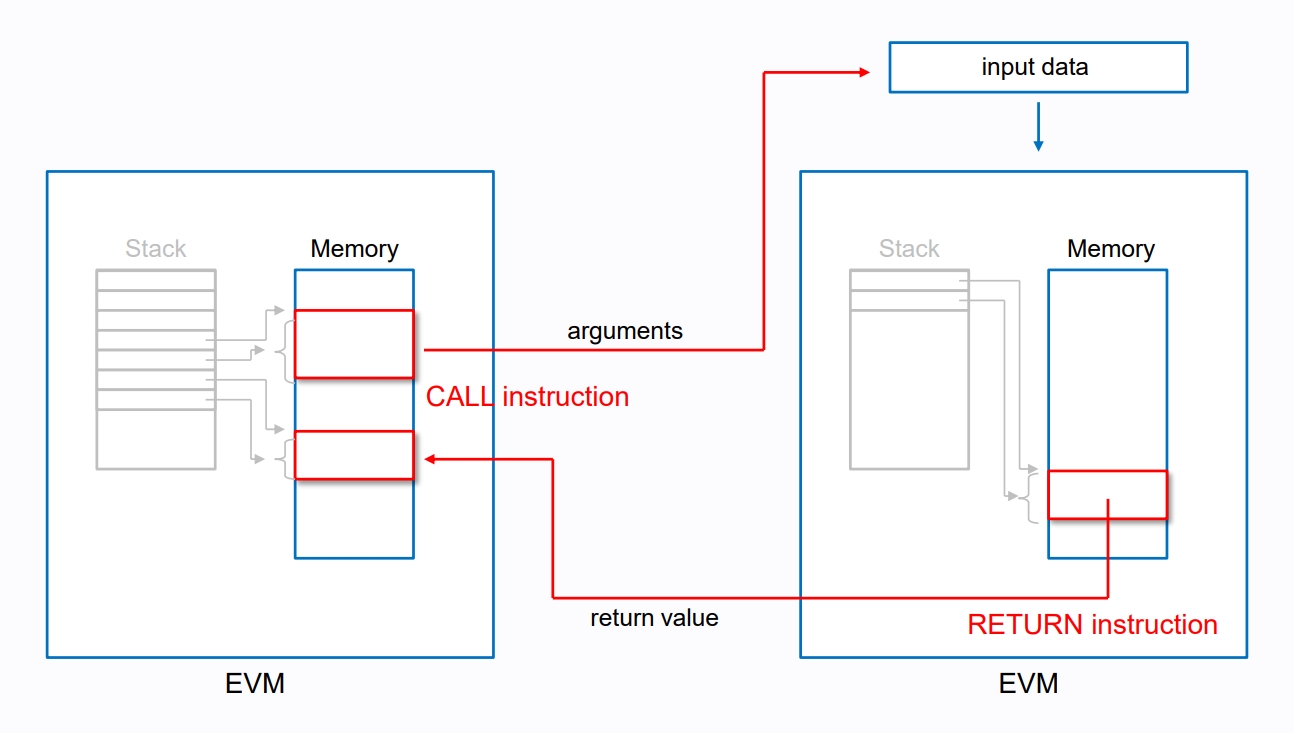 input data
Stack
Memory
Stack
Memory
arguments
CALL instruction
return value
RETURN instruction
EVM
EVM